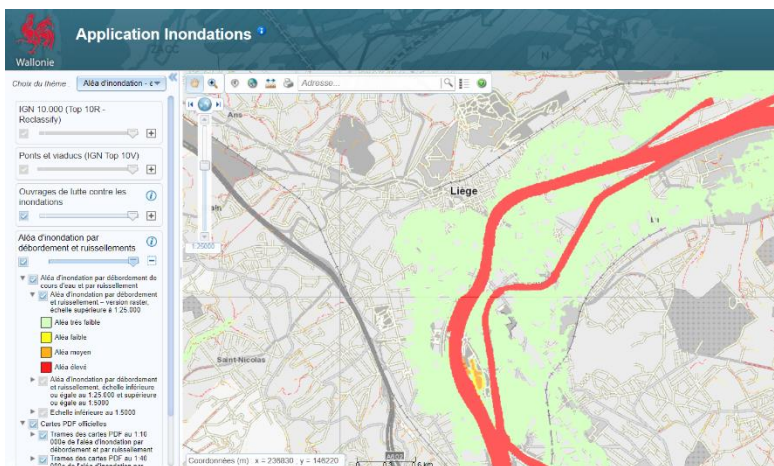 Application Inondations
Wallonie
Choix du thème
Aléa d'inondation - c
Adresse...
IGN 10.000 (Top 10R -
Reclassify)
Ponts et viaducs (IGN Top 10V)
Ouvrages de lutte contre les
inondations
Aléa d'inondation par
débordement et ruissellements
Aléa d'inondation par débordement de
cours d'eau et par ruissellement
Aléa d'inondation par débordement
et ruissellement – version raster,
échelle supérieure à 1:25.000
Aléa très faible
Aléa faible
Aléa moyen
Aléa élevé
Aléa d'inondation par débordement
et ruissellement, échelle inférieure
ou égale au 1:25.000 et supérieure
ou égale au 1:5000
Echelle inférieure au 1:5000
Cartes PDF officielles
Trames des cartes PDF au 1:10
000e de l'aléa d'inondation par
débordement et par ruissellement
Trames des cartes PDF au 1:40
000e de l'aléa d'inondation par
1:25000
Ans
Liège
Saint-Nicolas
Coordonnées (m) x = 236830 , y = 146220
0.6 km